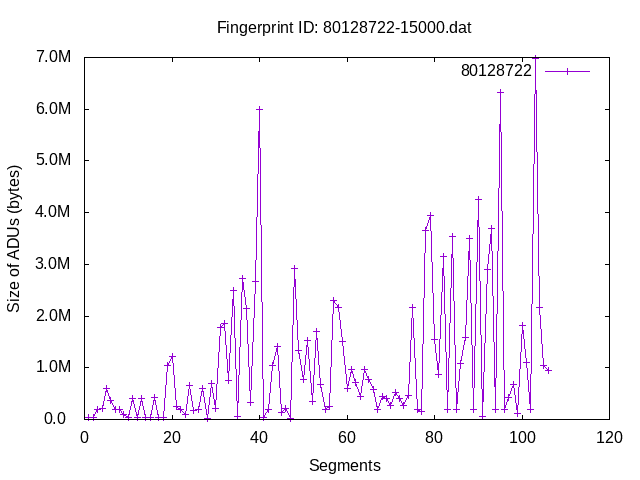 Fingerprint ID: 80128722-15000.dat
80128722
7.0M
6.0M
5.0M
4.0M
3.0M
2.0M
1.0M
0.0
Size of ADUs (bytes)
0 20 40 60 80 100 120
Segments